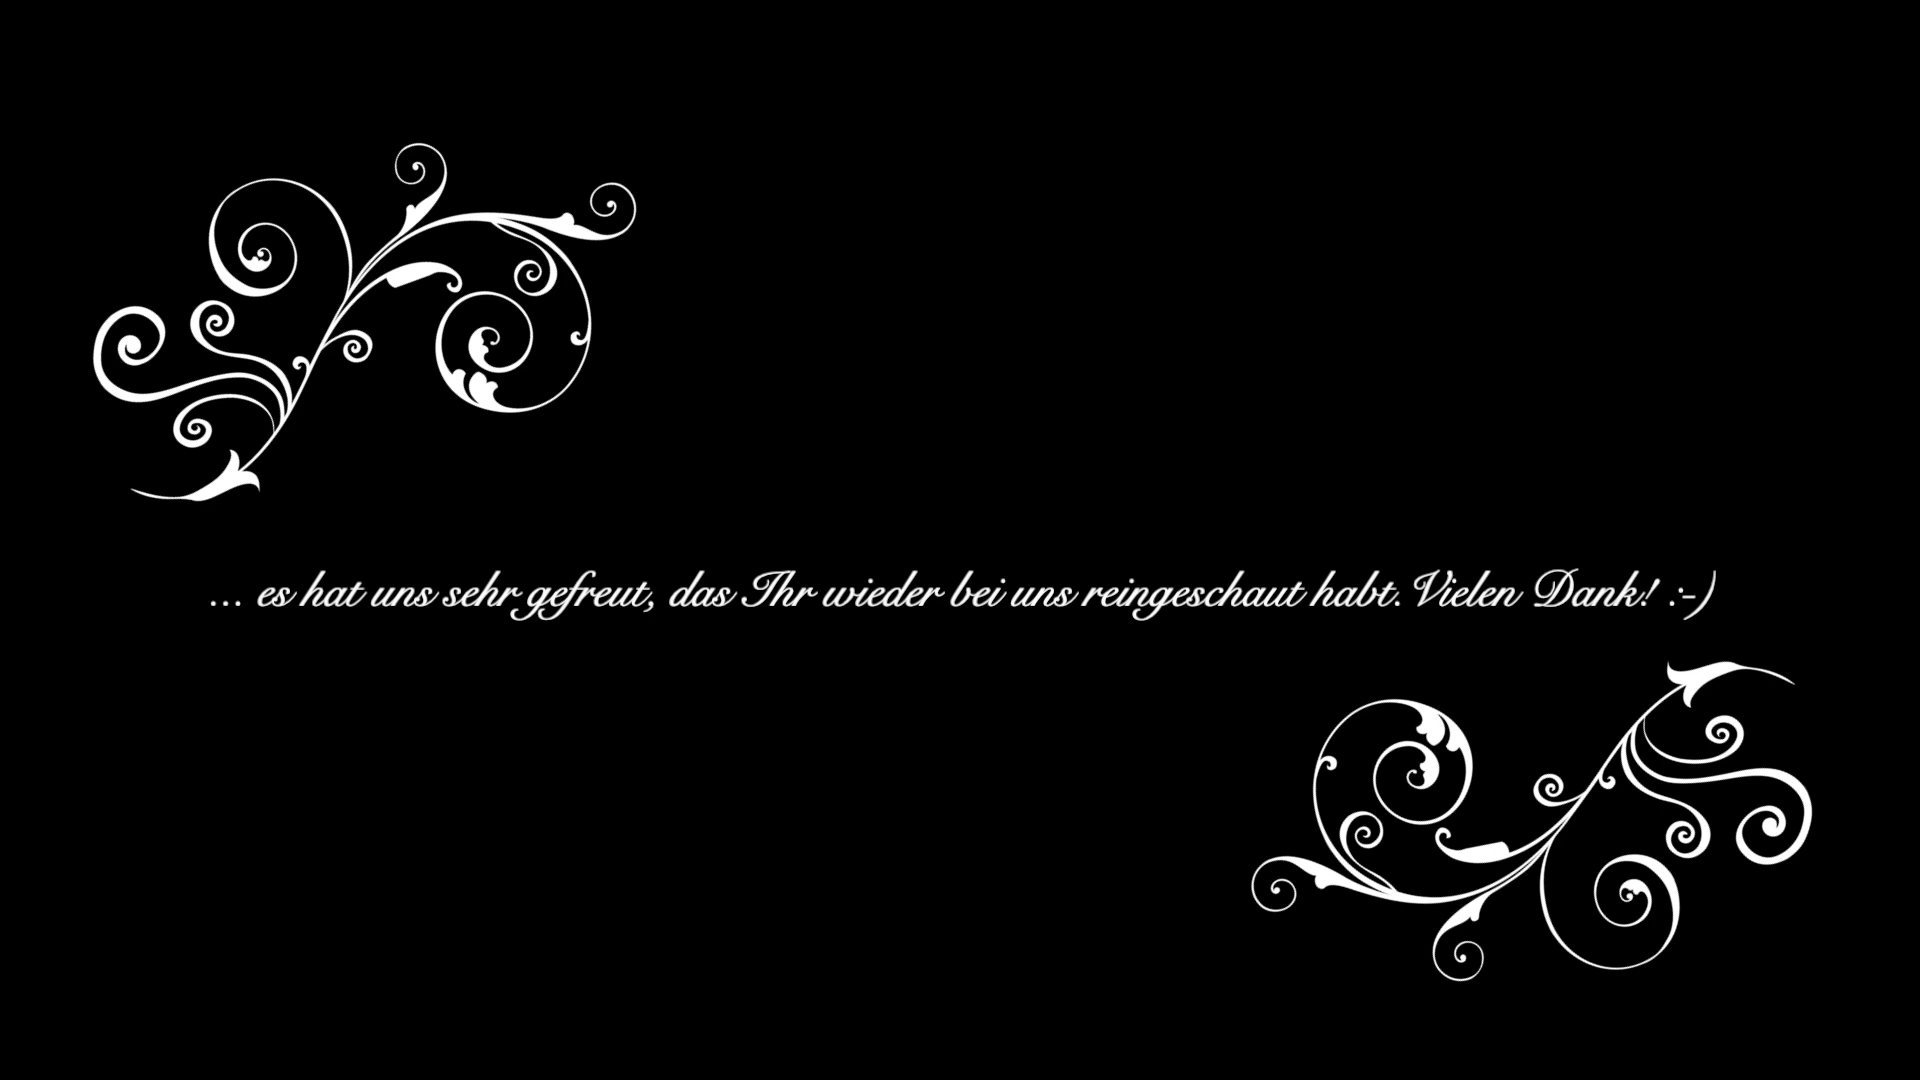 ... es hat uns sehr gefreut, das Ihr wieder bei uns reingeschaut habt. Vielen Dank! :-)